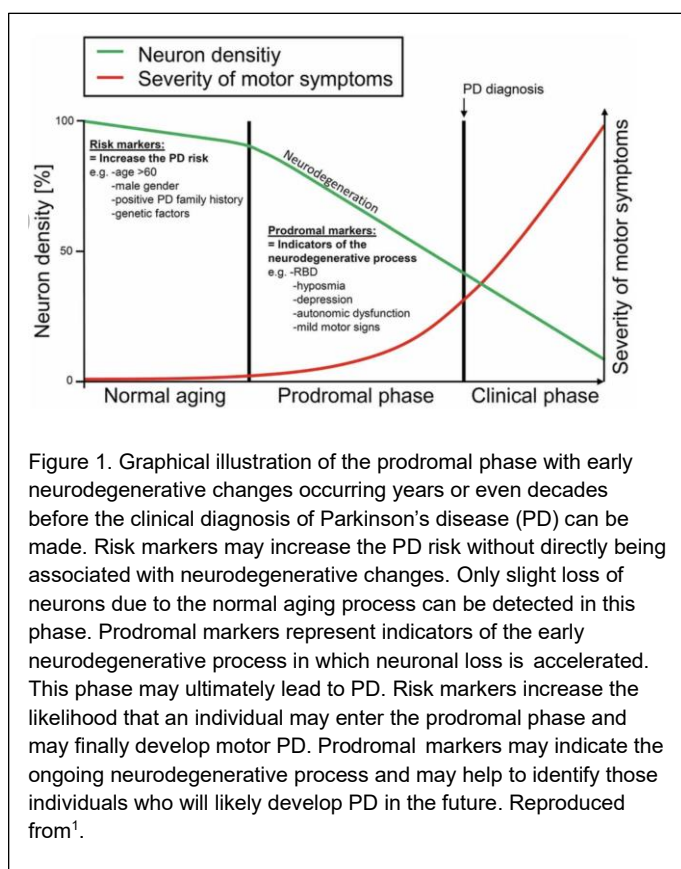 Neuron densitiy
Severity of motor symptoms
PD diagnosis
100
Risk markers:
= Increase the PD risk
e.g. -age >60
-male gender
-positive PD family history
-genetic factors
Neurodegeneration
Neuron density [%]
50
Prodromal markers:
= Indicators of the
neurodegenerative process
e.g. -RBD
-hyposmia
-depression
-autonomic dysfunction
-mild motor signs
Severity of motor symptoms
0
Normal aging
Prodromal phase
Clinical phase
Figure 1. Graphical illustration of the prodromal phase with early
neurodegenerative changes occurring years or even decades
before the clinical diagnosis of Parkinson’s disease (PD) can be
made. Risk markers may increase the PD risk without directly being
associated with neurodegenerative changes. Only slight loss of
neurons due to the normal aging process can be detected in this
phase. Prodromal markers represent indicators of the early
neurodegenerative process in which neuronal loss is accelerated.
This phase may ultimately lead to PD. Risk markers increase the
likelihood that an individual may enter the prodromal phase and
may finally develop motor PD. Prodromal markers may indicate the
ongoing neurodegenerative process and may help to identify those
individuals who will likely develop PD in the future. Reproduced
from¹.